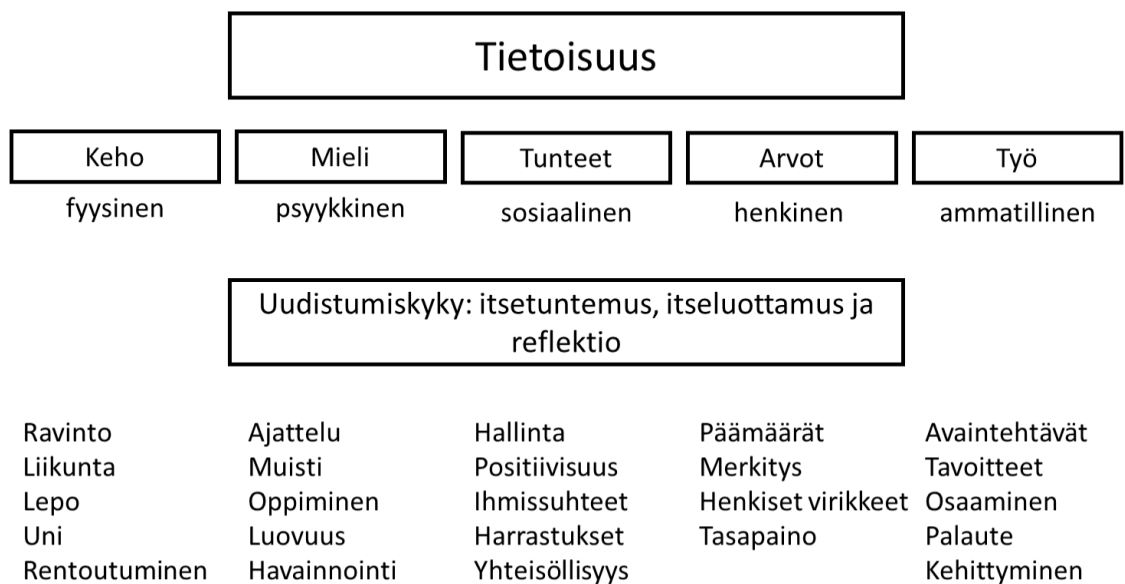 Tietoisuus
Keho
Mieli
Tunteet
Arvot
Työ
fyysinen
psyykkinen
sosiaalinen
henkinen
ammatillinen
Uudistumiskyky: itsetuntemus, itseluottamus ja
reflektio
Ravinto
Liikunta
Lepo
Uni
Rentoutuminen
Ajattelu
Muisti
Oppiminen
Luovuus
Havainnointi
Hallinta
Positiivisuus
Ihmissuhteet
Harrastukset
Yhteisöllisyys
Päämäärät
Merkitys
Henkiset virikkeet
Tasapaino
Avaintehtävät
Tavoitteet
Osaaminen
Palaute
Kehittyminen